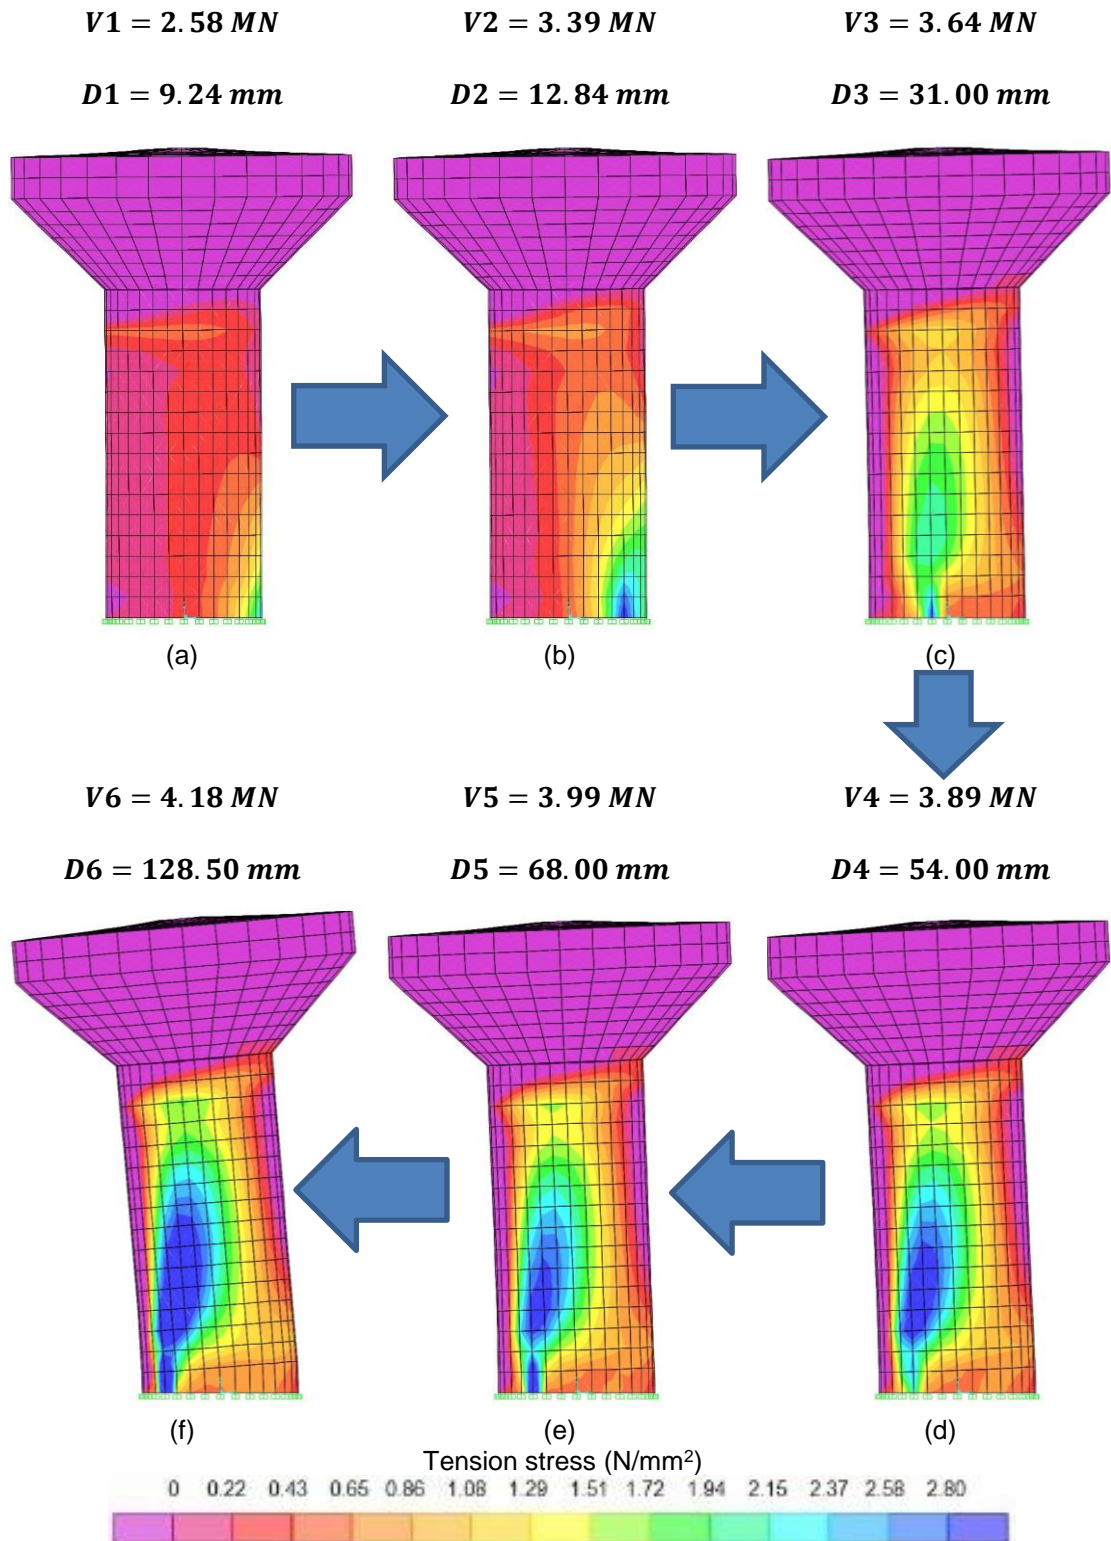 V1 = 2.58 MN V2 = 3.39 MN V3 = 3.64 MN
D1 = 9.24 mm D2 = 12.84 mm D3 = 31.00 mm
(a) (b) (c)
V6 = 4.18 MN V5 = 3.99 MN V4 = 3.89 MN
D6 = 128.50 mm D5 = 68.00 mm D4 = 54.00 mm
(f) (e) (d)
Tension stress (N/mm²)
0 0.22 0.43 0.65 0.86 1.08 1.29 1.51 1.72 1.94 2.15 2.37 2.58 2.80